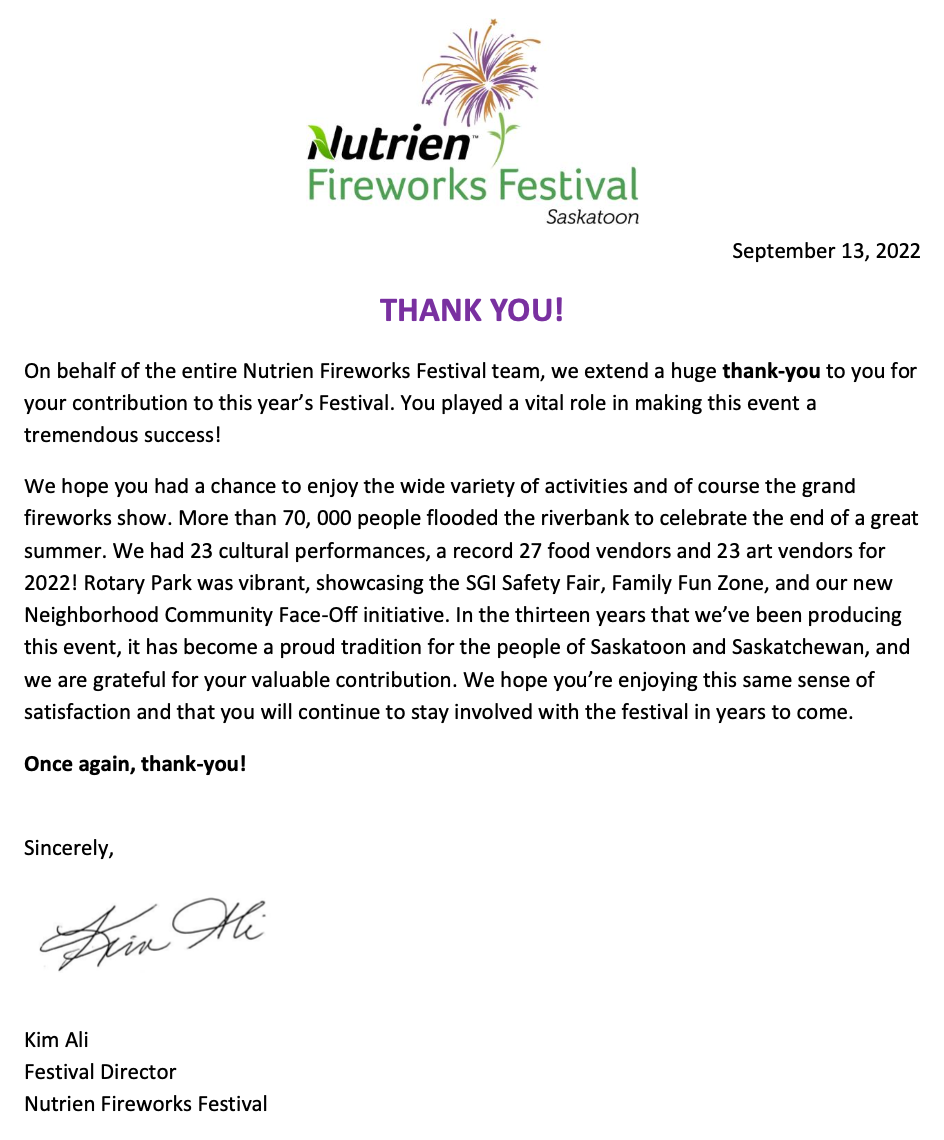 Nutrien™
Fireworks Festival
Saskatoon
September 13, 2022
THANK YOU!
On behalf of the entire Nutrien Fireworks Festival team, we extend a huge thank-you to you for
your contribution to this year’s Festival. You played a vital role in making this event a
tremendous success!
We hope you had a chance to enjoy the wide variety of activities and of course the grand
fireworks show. More than 70, 000 people flooded the riverbank to celebrate the end of a great
summer. We had 23 cultural performances, a record 27 food vendors and 23 art vendors for
2022! Rotary Park was vibrant, showcasing the SGI Safety Fair, Family Fun Zone, and our new
Neighborhood Community Face-Off initiative. In the thirteen years that we’ve been producing
this event, it has become a proud tradition for the people of Saskatoon and Saskatchewan, and
we are grateful for your valuable contribution. We hope you’re enjoying this same sense of
satisfaction and that you will continue to stay involved with the festival in years to come.
Once again, thank-you!
Sincerely,
Kim Ali
Kim Ali
Festival Director
Nutrien Fireworks Festival